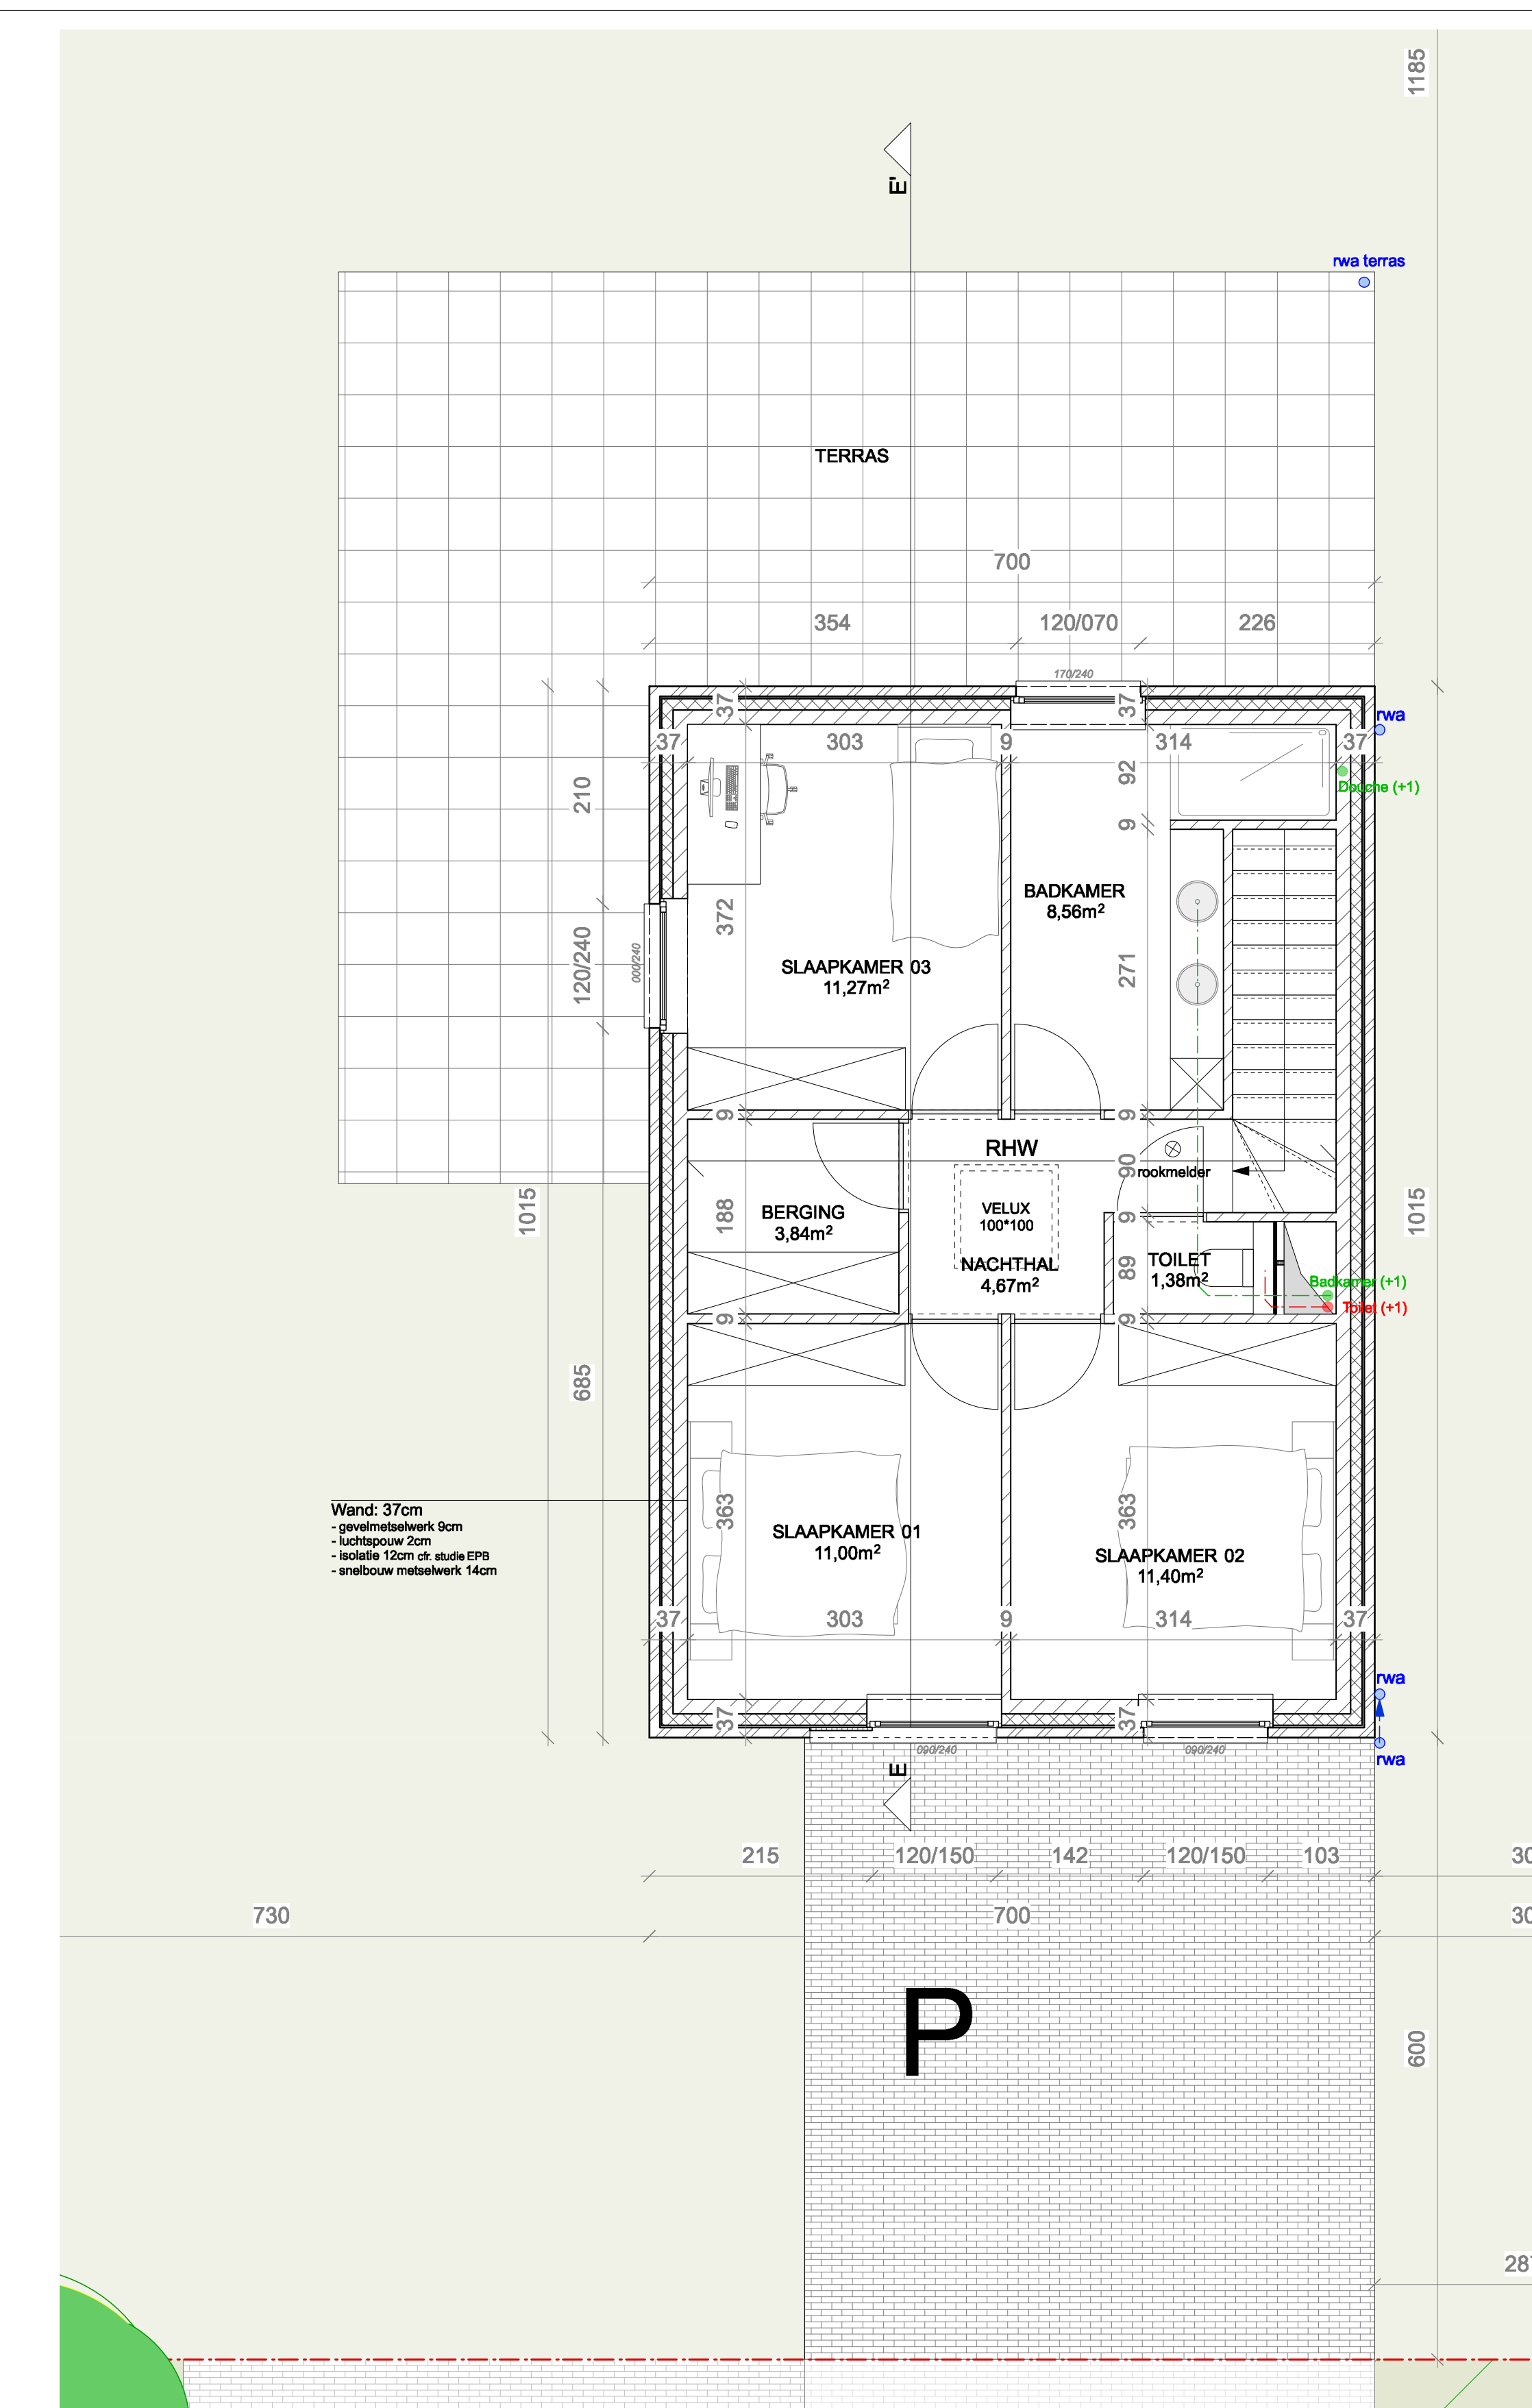 1185
E'
rwa terras
TERRAS
700
354
120/070
226
170/240
37
37
rwa
37
303
9
314
37
92
Douche (+1)
210
9
BADKAMER
8,56m²
372
120/240
000/240
SLAAPKAMER 03
11,27m²
271
9
9
RHW
90
rookmelder
1015
188
BERGING
3,84m²
VELUX
100*100
9
1015
NACHTHAL
4,67m²
89
TOILET
1,38m²
Badkamer (+1)
Toilet (+1)
9
9
685
Wand: 37cm
- gevelmetselwerk 9cm
- luchtspouw 2cm
- isolatie 12cm cfr. studie EPB
- snelbouw metselwerk 14cm
363
363
SLAAPKAMER 01
11,00m²
SLAAPKAMER 02
11,40m²
37
303
9
314
37
rwa
37
37
090/240
090/240
rwa
E
215
120/150
142
120/150
103
730
700
P
600